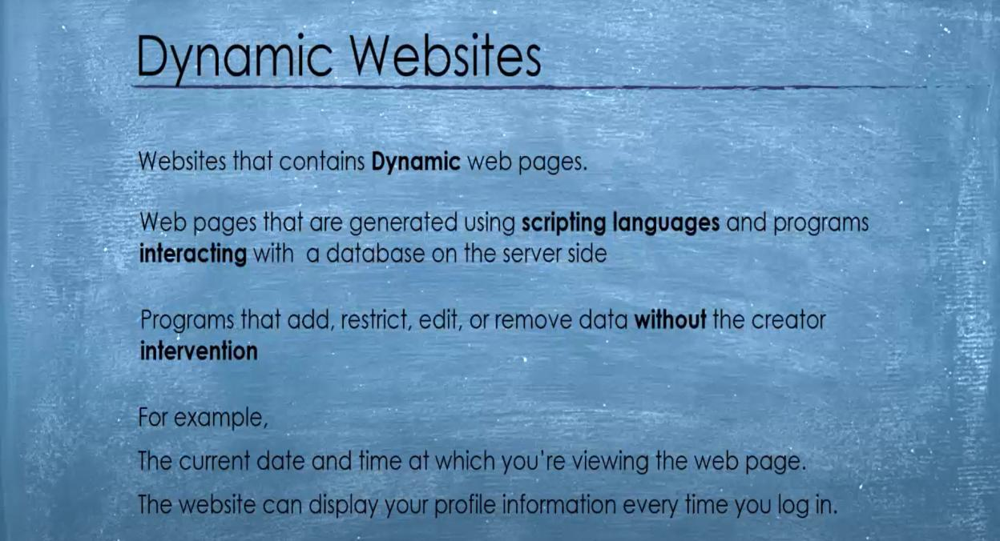 Dynamic Websites
Websites that contains Dynamic web pages.
Web pages that are generated using scripting languages and programs
interacting with a database on the server side
Programs that add, restrict, edit, or remove data without the creator
intervention
For example,
The current date and time at which you're viewing the web page.
The website can display your profile information every time you log in.